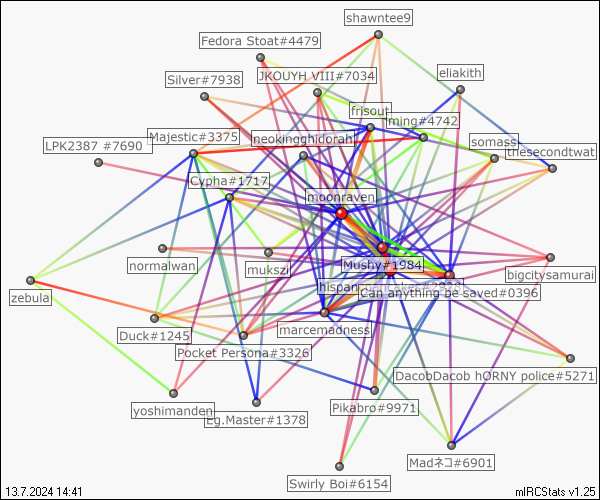 shawntee9
Fedora Stoat#4479
JKOUYH VIII#7034
eliakith
Silver#7938
frisout
ming#4742
LPK2387 #7690
Majestic#3375
neokingghidorah
somassi
thesecondtwat
Cypha#1717
moonraven
normalwan
mukszi
Mushy#1984
bigcitysamurai
zebula
Can anything be saved#0396
Duck#1245
marcemadness
Pocket Persona#3326
DacobDacob hORNY police#5271
yoshimanden
Eg.Master#1378
Pikabro#9971
Madネコ#6901
Swirly Boi#6154
13.7.2024 14:41
mIRCStats v1.25